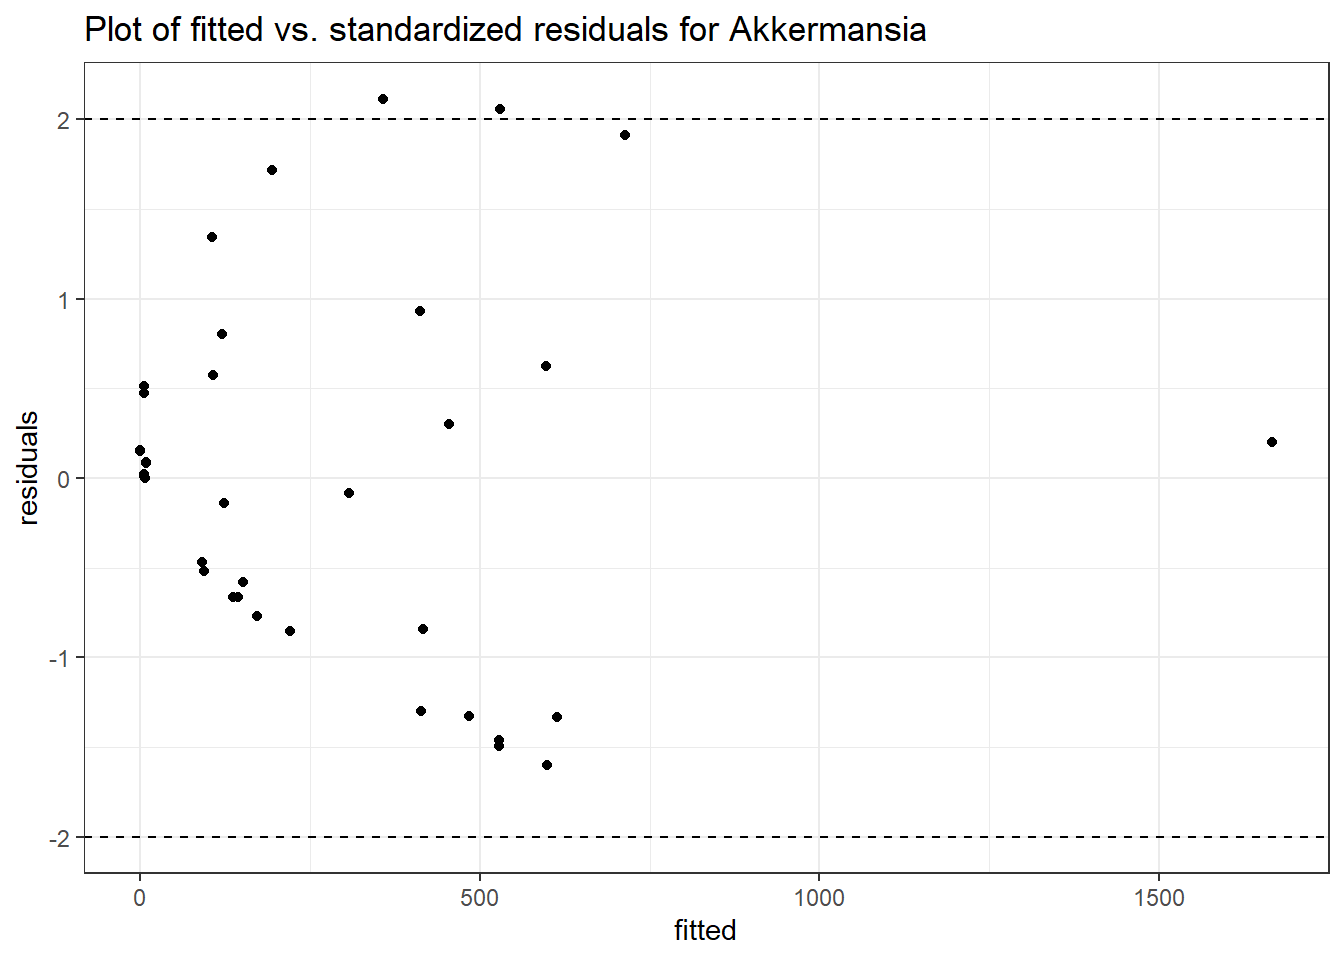 Plot of fitted vs. standardized residuals for Akkermansia
2
1
0
-1
-2
residuals
0 500 1000 1500
fitted